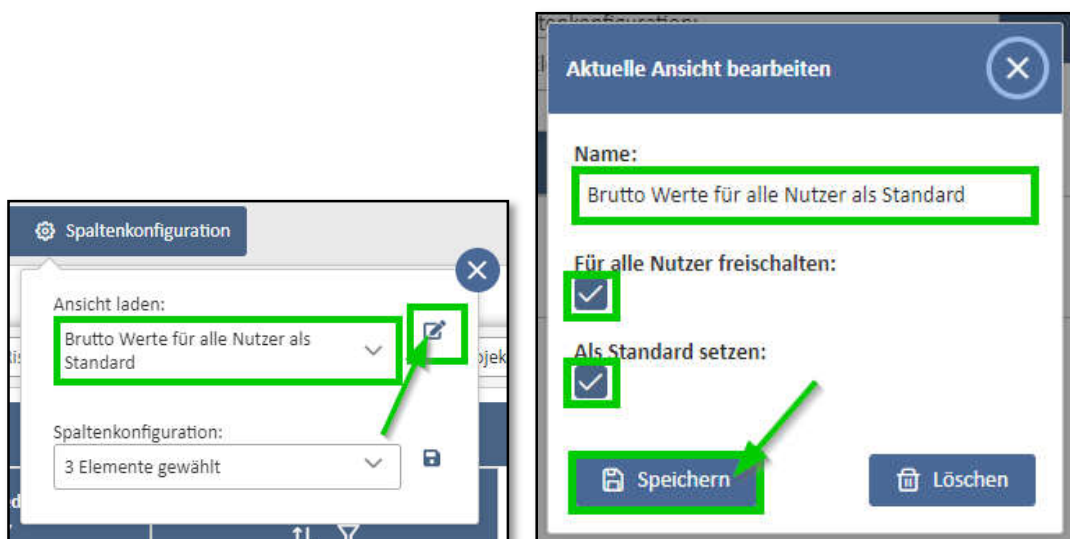 Spaltenkonfiguration
Ansicht laden:
Brutto Werte für alle Nutzer als
Standard
Spaltenkonfiguration:
3 Elemente gewählt
Aktuelle Ansicht bearbeiten
Name:
Brutto Werte für alle Nutzer als Standard
Für alle Nutzer freischalten:
Als Standard setzen:
Speichern
Löschen